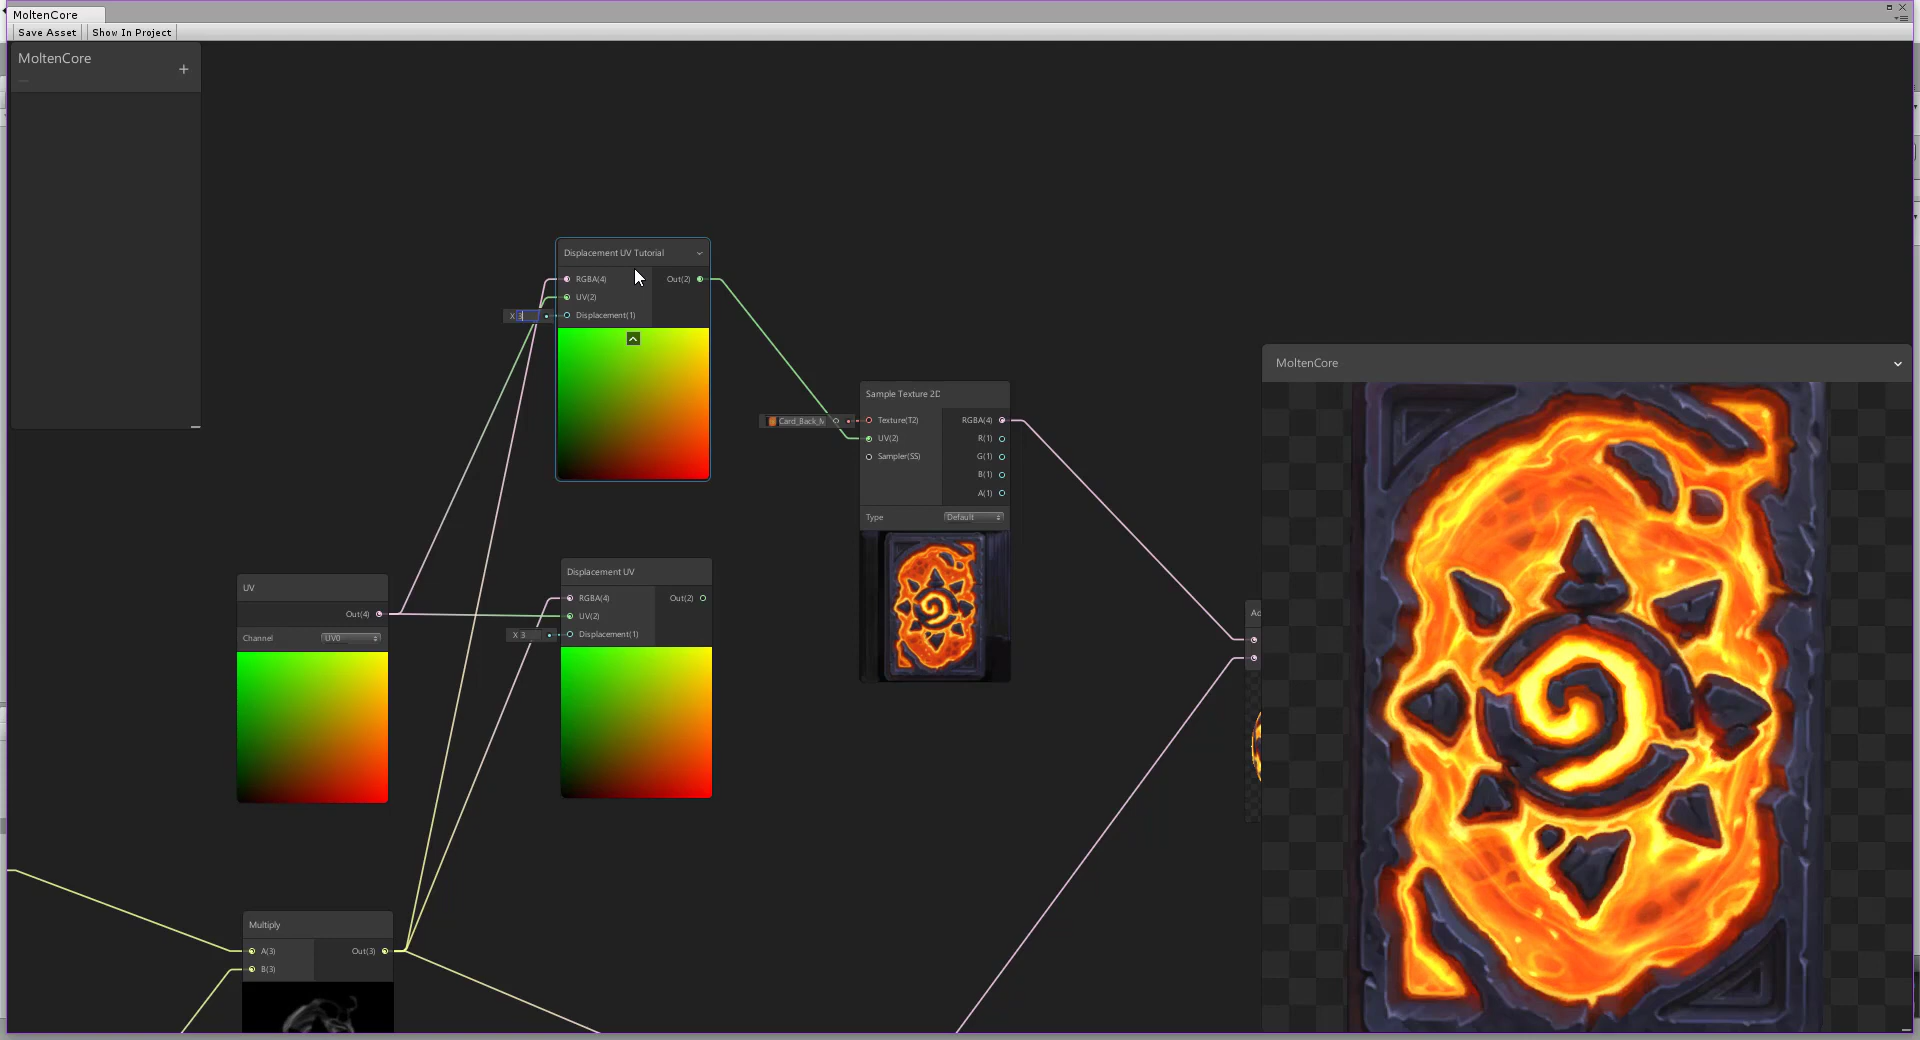 MoltenCore
Save Asset
Show In Project
MoltenCore
+
Displacement UV Tutorial
RGBA(4)
Out(2)
UV(2)
X 3
Displacement(1)
MoltenCore
Sample Texture 2D
Card_Back_M
Texture(T2)
RGBA(4)
UV(2)
R(1)
Sampler(SS)
G(1)
B(1)
A(1)
Type
Default
UV
Out(4)
Channel
UV0
Displacement UV
RGBA(4)
Out(2)
UV(2)
X 3
Displacement(1)
Ad
Multiply
A(3)
Out(3)
B(3)